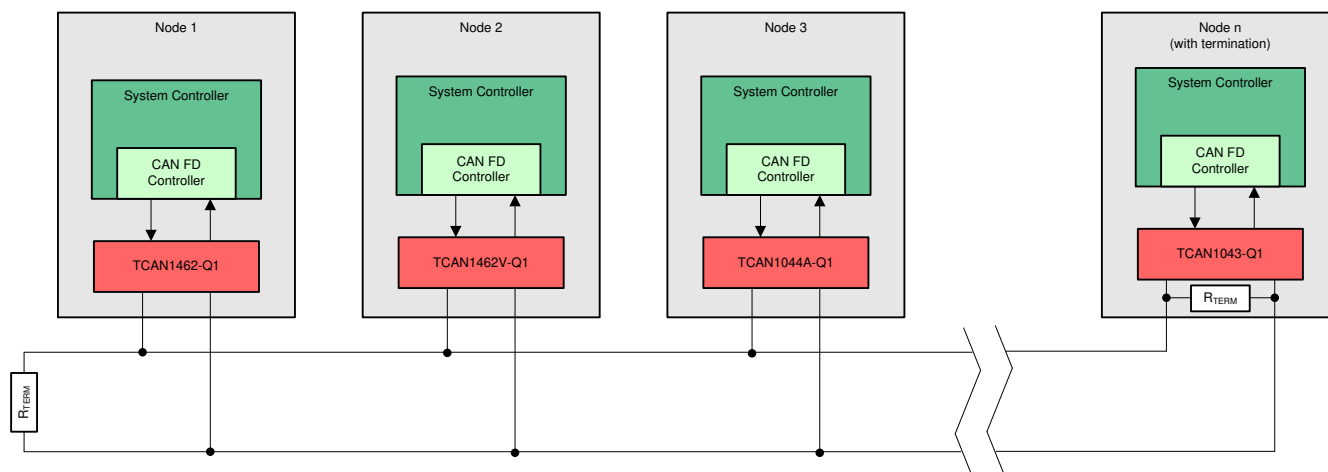 Node 1
System Controller
CAN FD
Controller
TCAN1462-Q1
Node 2
System Controller
CAN FD
Controller
TCAN1462V-Q1
Node 3
System Controller
CAN FD
Controller
TCAN1044A-Q1
Node n
(with termination)
System Controller
CAN FD
Controller
TCAN1043-Q1
RTERM
RTERM